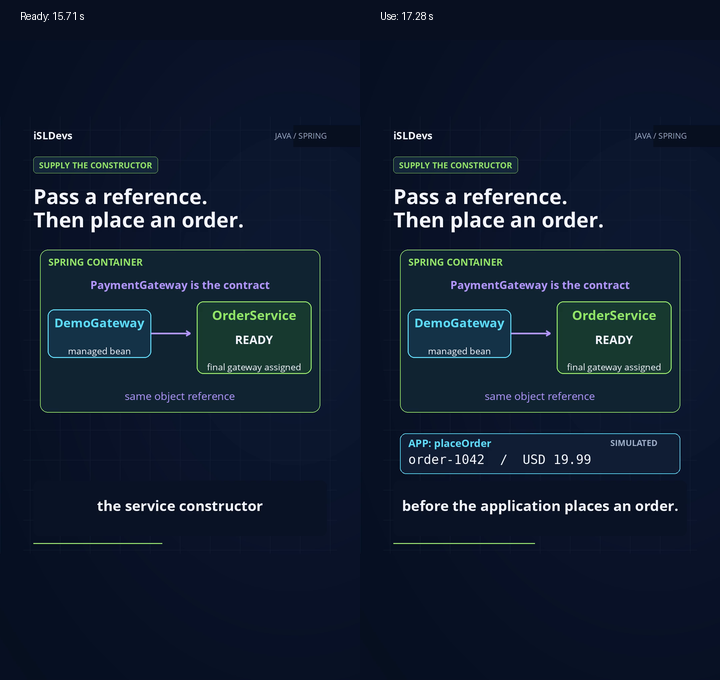 Ready: 15.71 s
iSLDevs
JAVA / SPRING
SUPPLY THE CONSTRUCTOR
Pass a reference.
Then place an order.
SPRING CONTAINER
PaymentGateway is the contract
DemoGateway
managed bean
OrderService
READY
final gateway assigned
same object reference
the service constructor
Use: 17.28 s
iSLDevs
JAVA / SPRING
SUPPLY THE CONSTRUCTOR
Pass a reference.
Then place an order.
SPRING CONTAINER
PaymentGateway is the contract
DemoGateway
managed bean
OrderService
READY
final gateway assigned
same object reference
APP: placeOrder
SIMULATED
order-1042 / USD 19.99
before the application places an order.